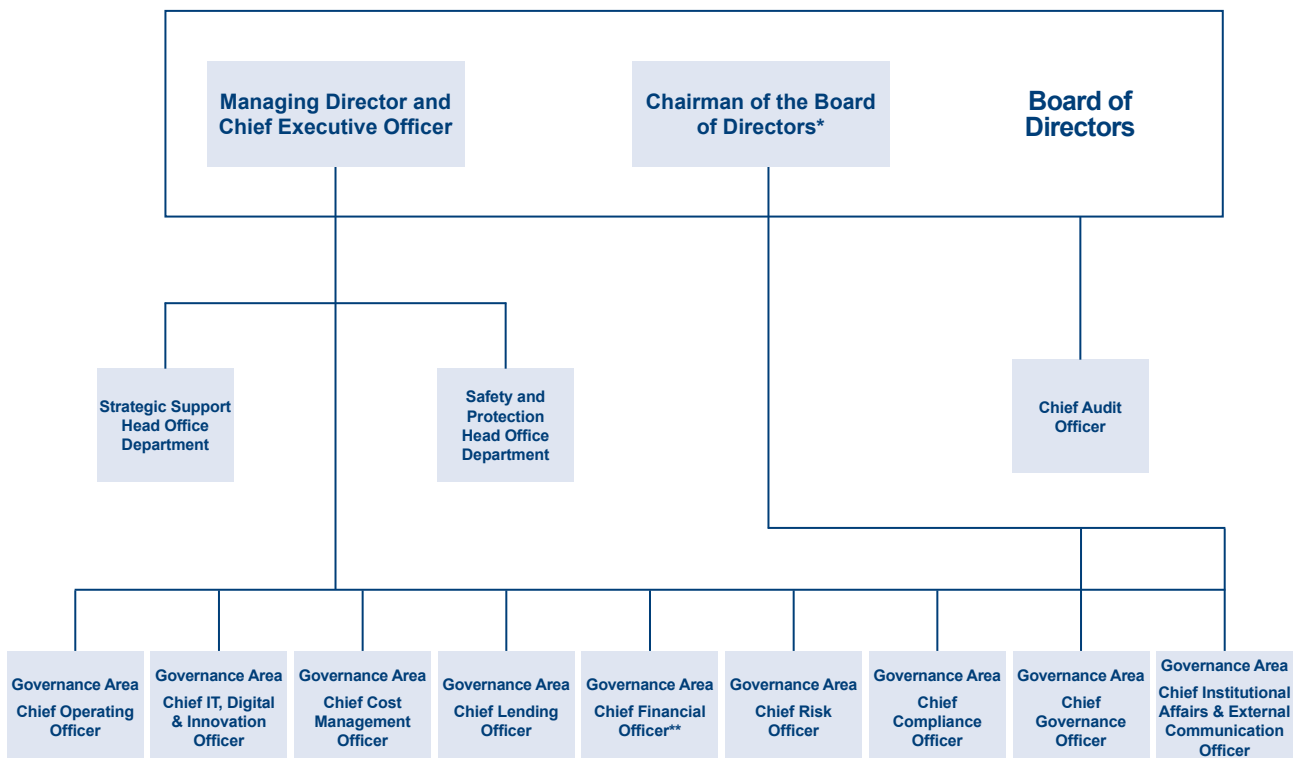 Managing Director and
Chief Executive Officer
Chairman of the Board
of Directors*
Board of
Directors
Strategic Support
Head Office
Department
Safety and
Protection
Head Office
Department
Chief Audit
Officer
Governance Area
Chief Operating
Officer
Governance Area
Chief IT, Digital
& Innovation
Officer
Governance Area
Chief Cost
Management
Officer
Governance Area
Chief Lending
Officer
Governance Area
Chief Financial
Officer**
Governance Area
Chief Risk
Officer
Governance Area
Chief
Compliance
Officer
Governance Area
Chief
Governance
Officer
Governance Area
Chief Institutional
Affairs & External
Communication
Officer